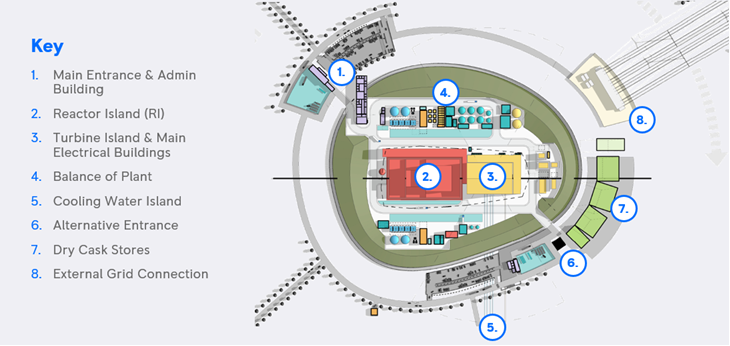 Key
1. Main Entrance & Admin
Building
2. Reactor Island (RI)
3. Turbine Island & Main
Electrical Buildings
4. Balance of Plant
5. Cooling Water Island
6. Alternative Entrance
7. Dry Cask Stores
8. External Grid Connection
1.
4.
8.
2.
3.
7.
6.
5.